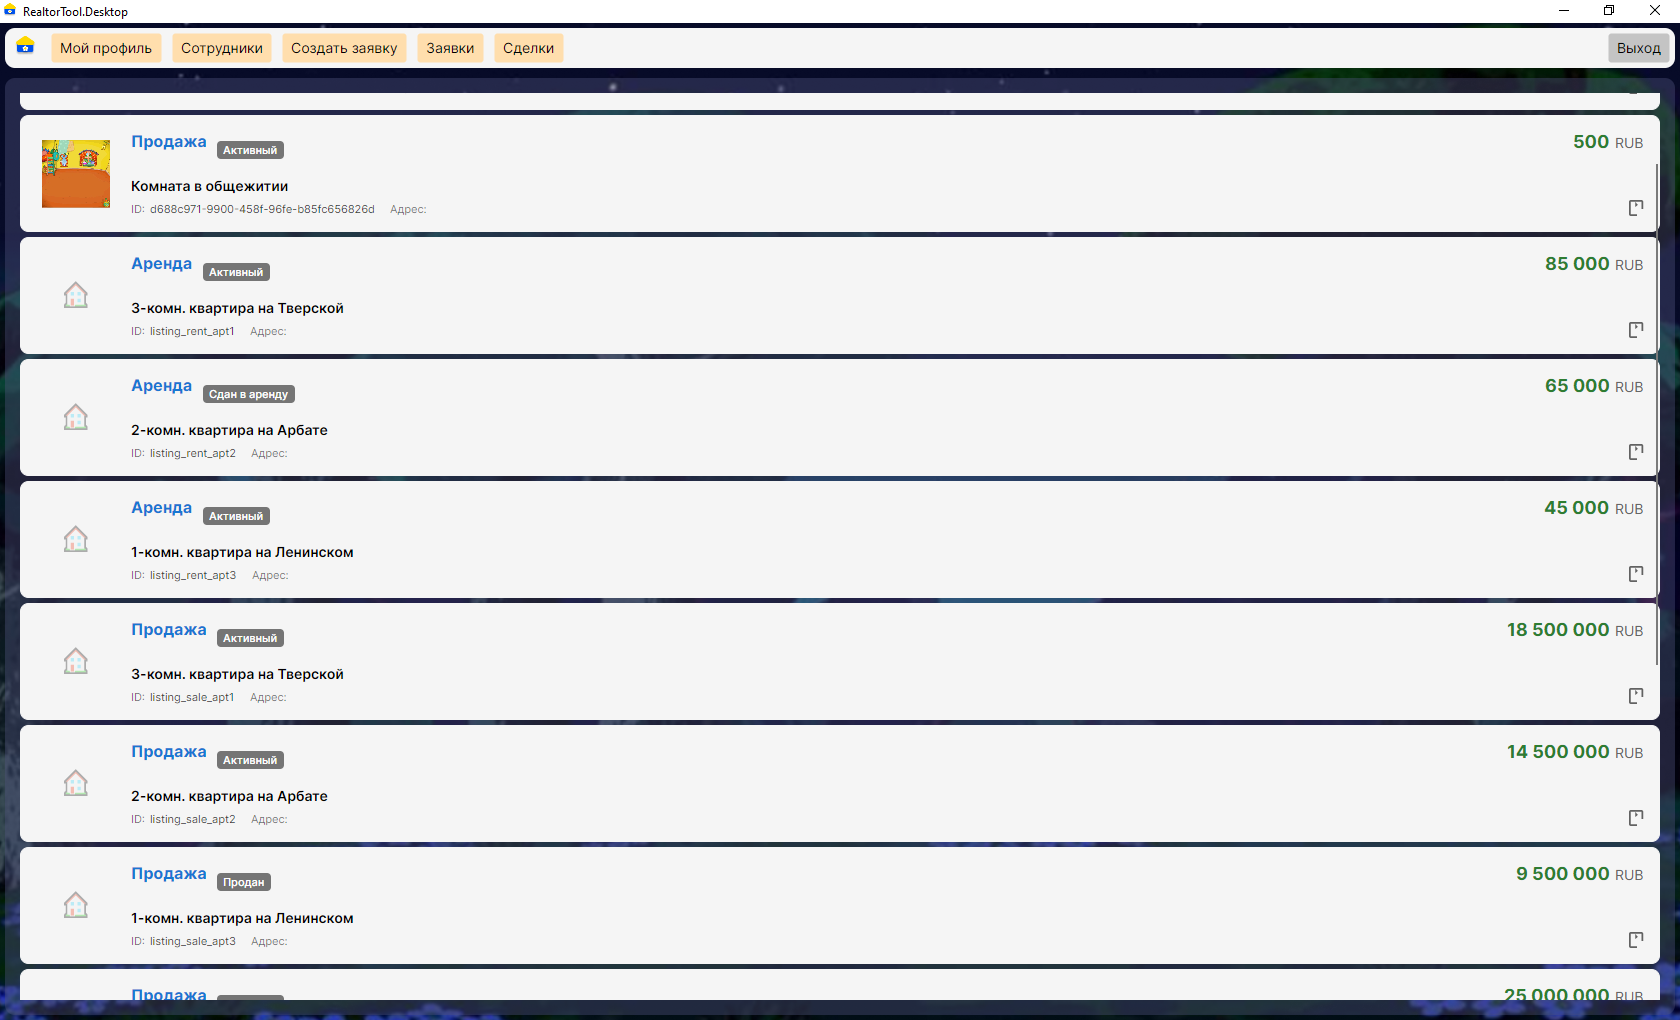 RealtorTool.Desktop
Мой профиль Сотрудники Создать заявку Заявки Сделки Выход
Продажа Активный 500 RUB
Комната в общежитии
ID: d688c971-9900-458f-96fe-b85fc656826d Адрес:
Аренда Активный 85 000 RUB
3-комн. квартира на Тверской
ID: listing_rent_apt1 Адрес:
Аренда Сдан в аренду 65 000 RUB
2-комн. квартира на Арбате
ID: listing_rent_apt2 Адрес:
Аренда Активный 45 000 RUB
1-комн. квартира на Ленинском
ID: listing_rent_apt3 Адрес:
Продажа Активный 18 500 000 RUB
3-комн. квартира на Тверской
ID: listing_sale_apt1 Адрес:
Продажа Активный 14 500 000 RUB
2-комн. квартира на Арбате
ID: listing_sale_apt2 Адрес:
Продажа Продан 9 500 000 RUB
1-комн. квартира на Ленинском
ID: listing_sale_apt3 Адрес:
Продажа 25 000 000 RUB